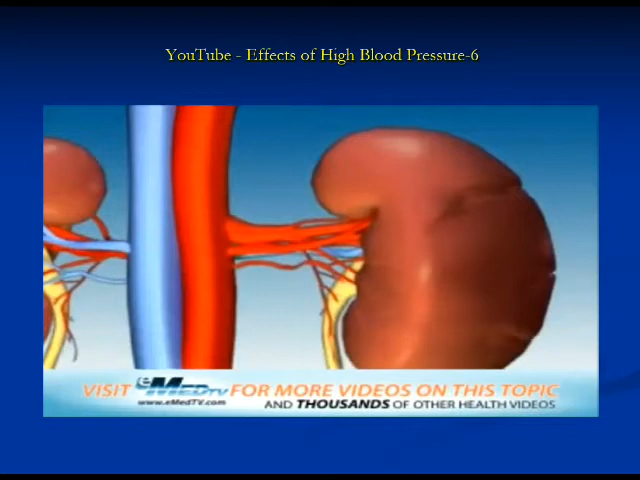 YouTube - Effects of High Blood Pressure-6
VISIT eMedTV FOR MORE VIDEOS ON THIS TOPIC
www.eMedTV.com AND THOUSANDS OF OTHER HEALTH VIDEOS